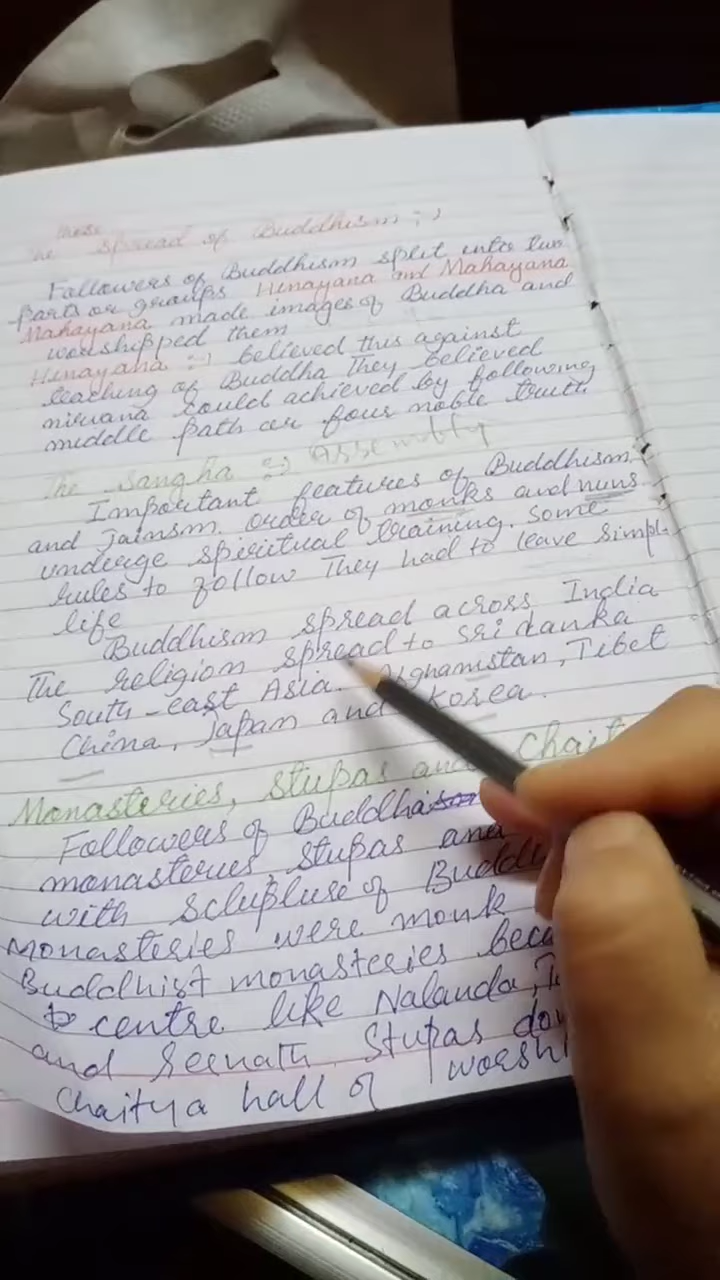 The spread of Buddhism :-)
Followers of Buddhism split into two
parts or groups Hinayana and Mahayana
Mahayana made images of Buddha and
worshipped them
Hinayana :-) believed this against
teaching of Buddha They believed
nirvana could achieved by following
middle path or four noble truth
The Sangha :-) Assembly
Important features of Buddhism
and Jainsm. order of monks and nuns
undergo spiritual training. Some
rules to follow They had to leave simple
life
Buddhism spread across India
The religion spread to Sri Lanka
South-east Asia. Afghanistan, Tibet
China, Japan and Korea.
Monasteries, Stupas and Chait
Followers of Buddha
monasteries, stupas and
with sclupture of Budd
Monasteries were monk
Buddhist monasteries beca
centre like Nalanda, T
and Sernath. Stupas do
Chaitya hall of worsh